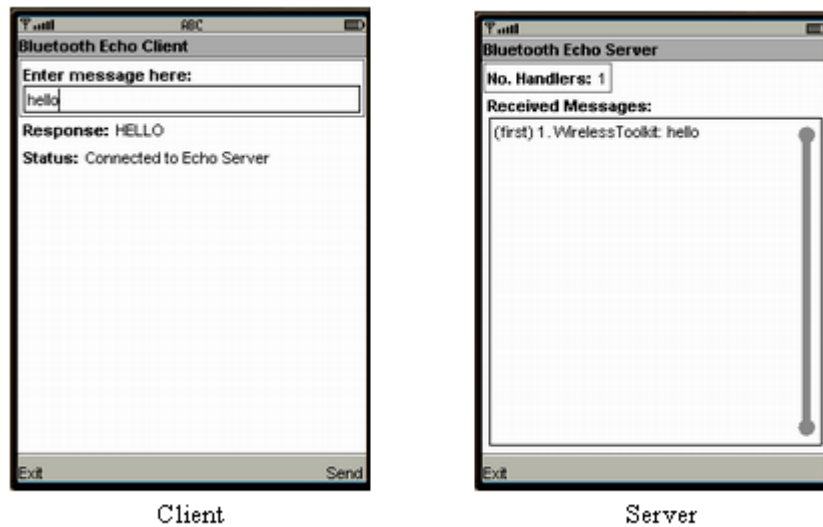 ABC
Bluetooth Echo Client
Enter message here:
hello
Response: HELLO
Status: Connected to Echo Server
Exit Send
Client
Bluetooth Echo Server
No. Handlers: 1
Received Messages:
(first) 1. WirelessToolkit: hello
Exit
Server